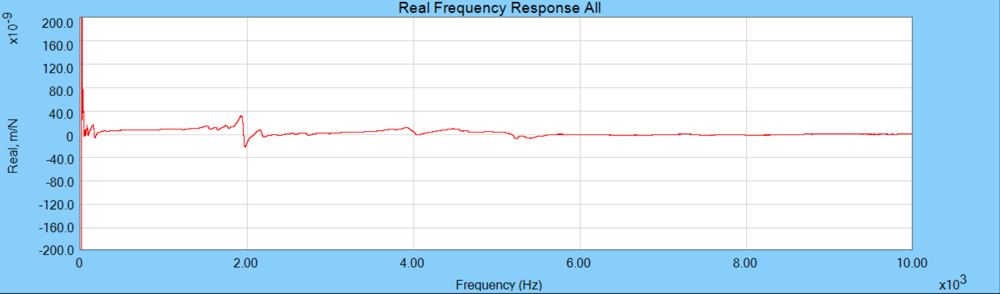 Real Frequency Response All
x10-9
200.0
160.0
120.0
80.0
40.0
0
-40.0
-80.0
-120.0
-160.0
-200.0
Real, m/N
0 2.00 4.00 6.00 8.00 10.00
Frequency (Hz)
x103